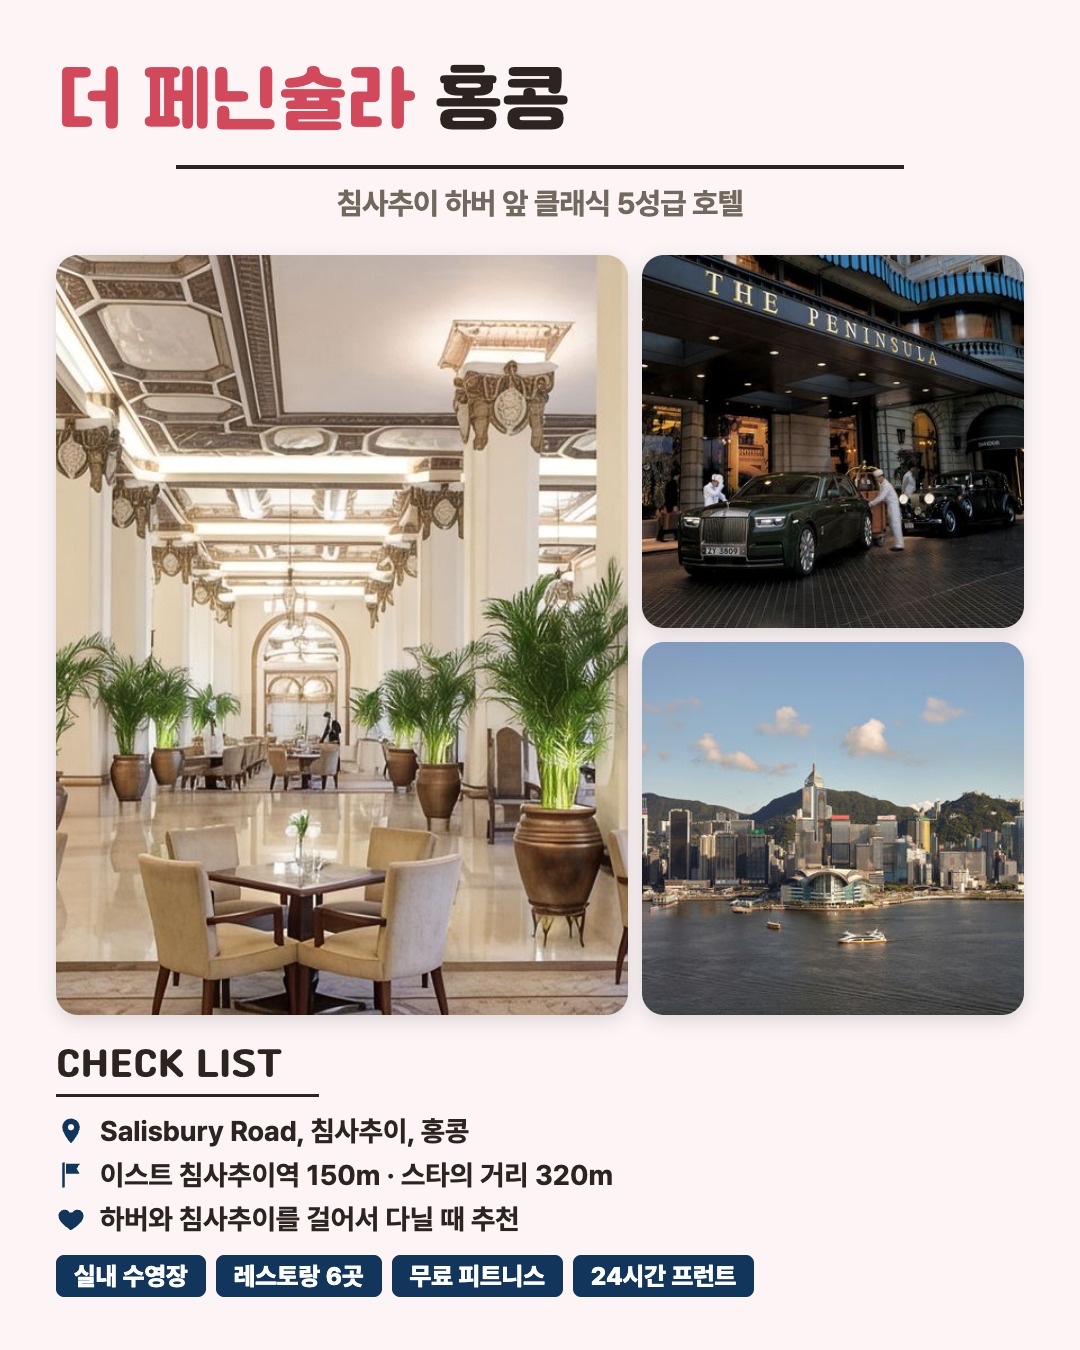 더 페닌슐라 홍콩
침사추이 하버 앞 클래식 5성급 호텔
THE PENINSULA
ZY 3809
CHECK LIST
Salisbury Road, 침사추이, 홍콩
이스트 침사추이역 150m · 스타의 거리 320m
하버와 침사추이를 걸어서 다닐 때 추천
실내 수영장 레스토랑 6곳 무료 피트니스 24시간 프런트